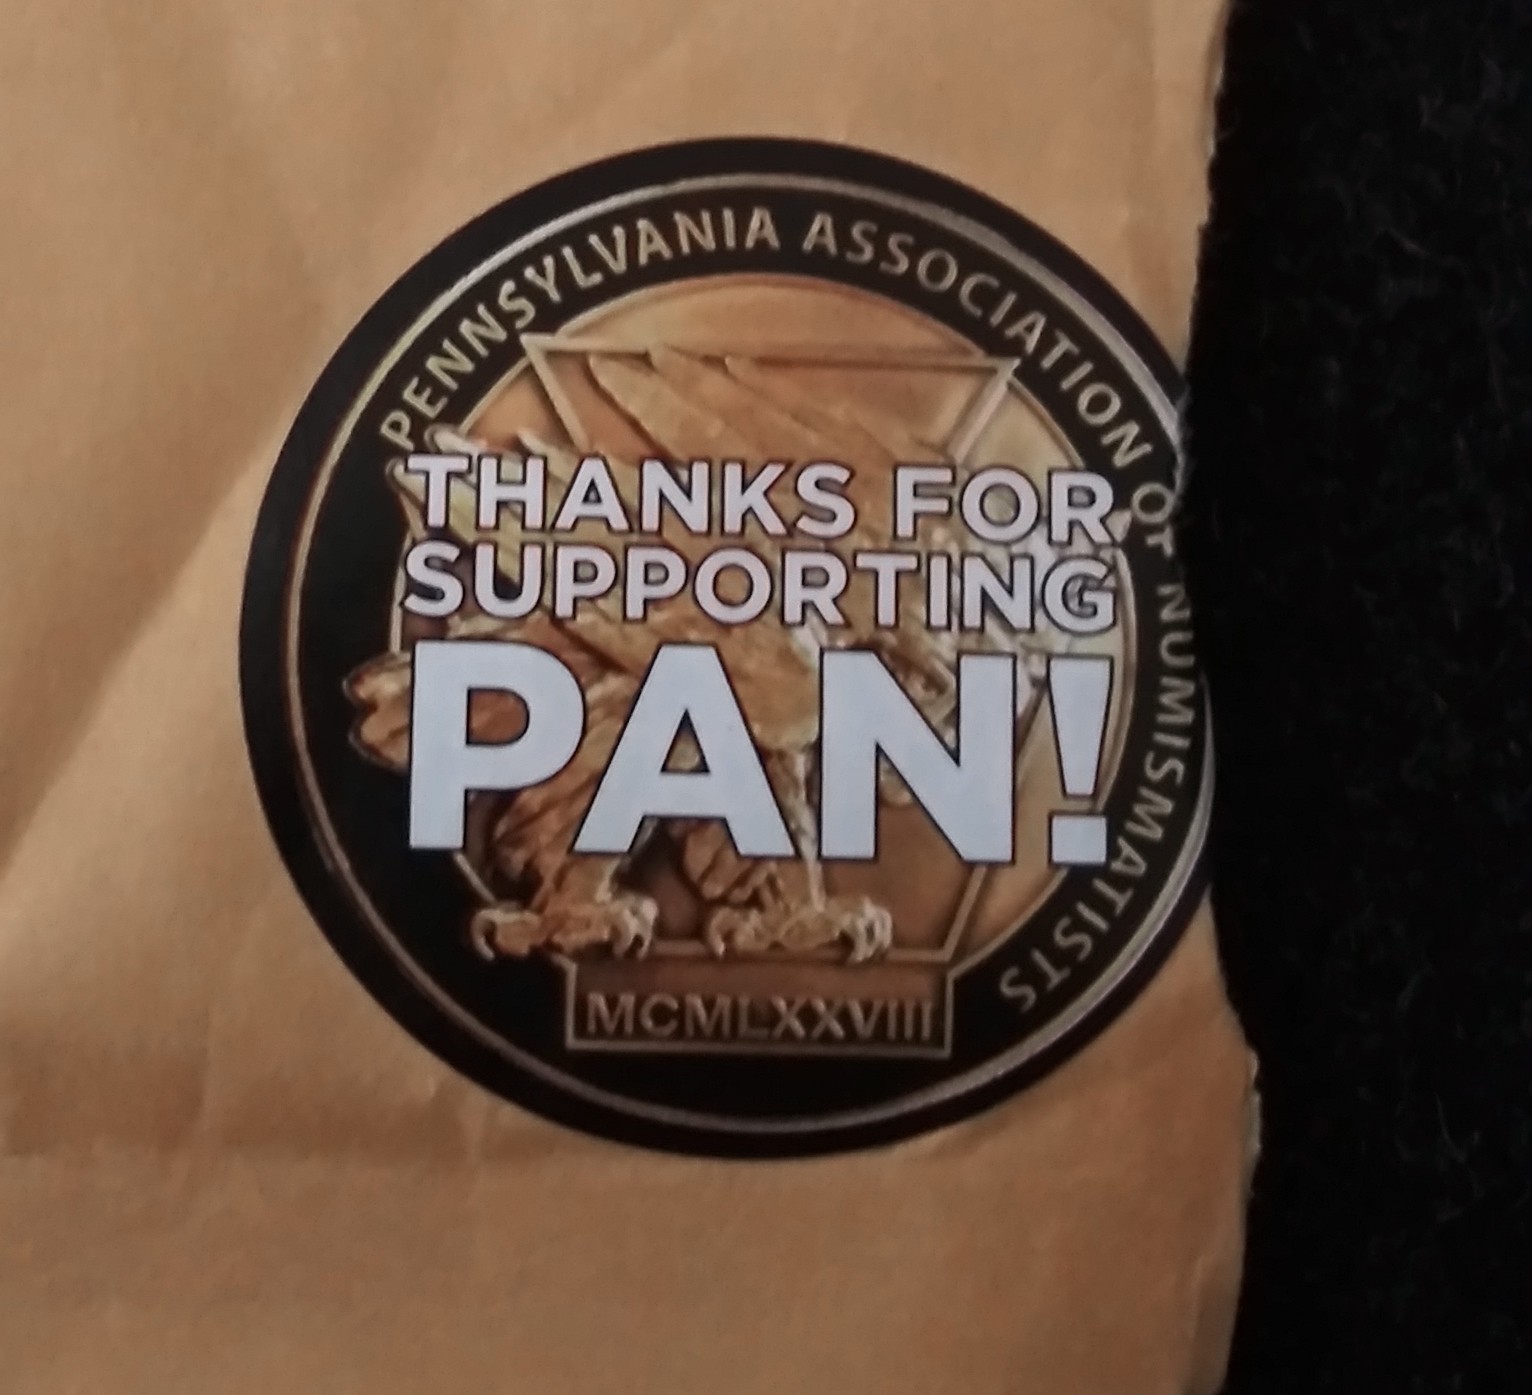 PENNSYLVANIA ASSOCIATION OF NUMISMATISTS
THANKS FOR
SUPPORTING
PAN!
MCMLXXVIII